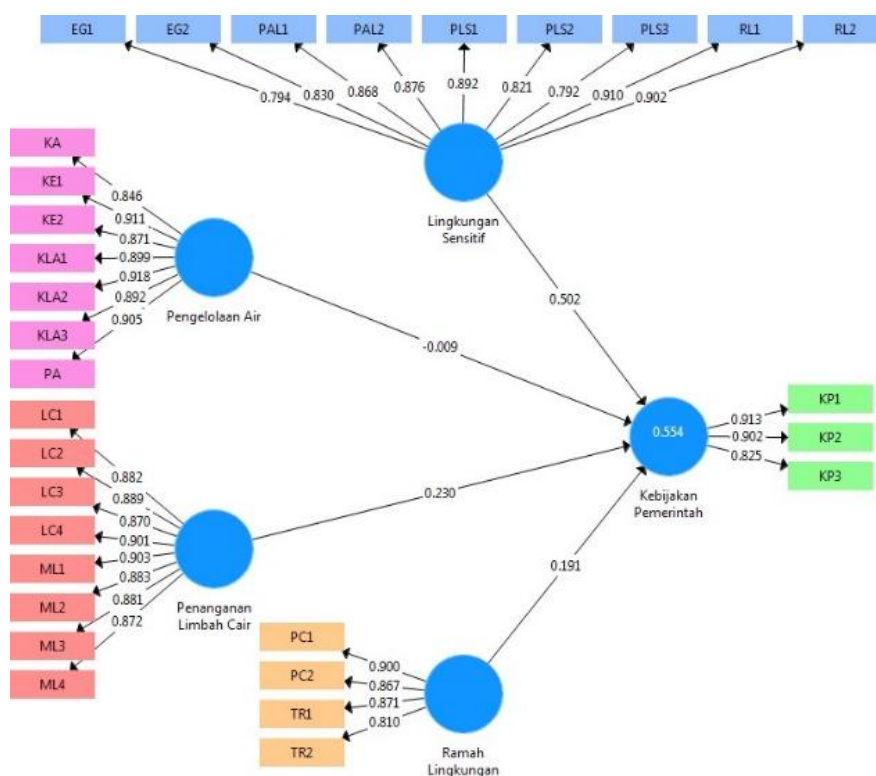 EG1 EG2 PAL1 PAL2 PLS1 PLS2 PLS3 RL1 RL2
0.794 0.830 0.868 0.876 0.892 0.821 0.792 0.910 0.902
Lingkungan
Sensitif
KA
KE1
KE2
KLA1
KLA2
KLA3
PA
0.846
0.911
0.871
0.899
0.918
0.892
0.905
Pengelolaan Air
0.502
-0.009
LC1
LC2
LC3
LC4
ML1
ML2
ML3
ML4
0.882
0.889
0.870
0.901
0.903
0.883
0.881
0.872
Penanganan
Limbah Cair
0.230
0.554
Kebijakan
Pemerintah
0.913
0.902
0.825
KP1
KP2
KP3
0.191
PC1
PC2
TR1
TR2
0.900
0.867
0.871
0.810
Ramah
Lingkungan